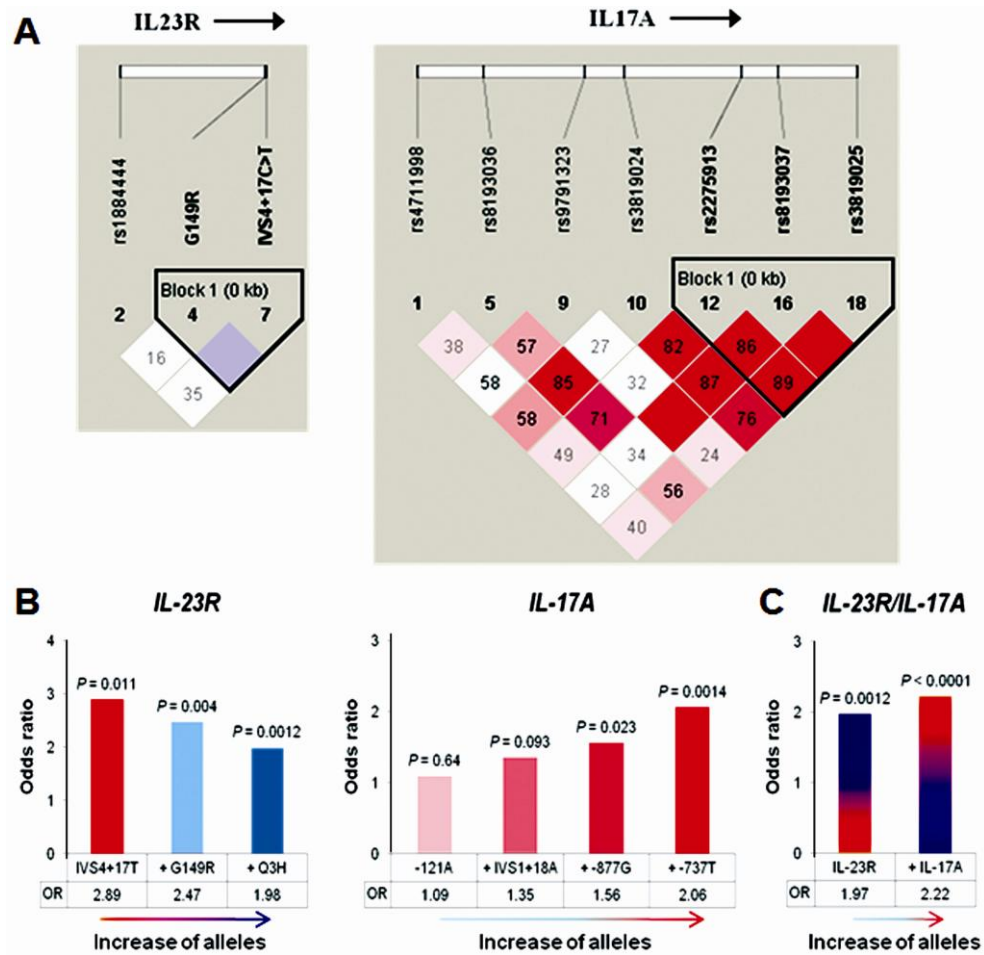 A
IL23R
rs1884444
G149R
IVS4+17C>T
Block 1 (0 kb)
2 4 7
16
35
IL17A
rs4711998
rs8193036
rs9791323
rs3819024
rs2275913
rs8193037
rs3819025
Block 1 (0 kb)
1 5 9 10 12 16 18
38 57 27 82 86
58 85 32 87 89
58 71 76
49 34 24
28 56
40
B
IL-23R
Odds ratio
4
3
2
1
0
P = 0.011
P = 0.004
P = 0.0012
IVS4+17T + G149R + Q3H
OR 2.89 2.47 1.98
Increase of alleles
IL-17A
Odds ratio
3
2
1
0
P = 0.64
P = 0.093
P = 0.023
P = 0.0014
-121A + IVS1+18A + -877G + -737T
OR 1.09 1.35 1.56 2.06
Increase of alleles
C
IL-23R/IL-17A
Odds ratio
3
2
1
0
P = 0.0012
P < 0.0001
IL-23R + IL-17A
OR 1.97 2.22
Increase of alleles